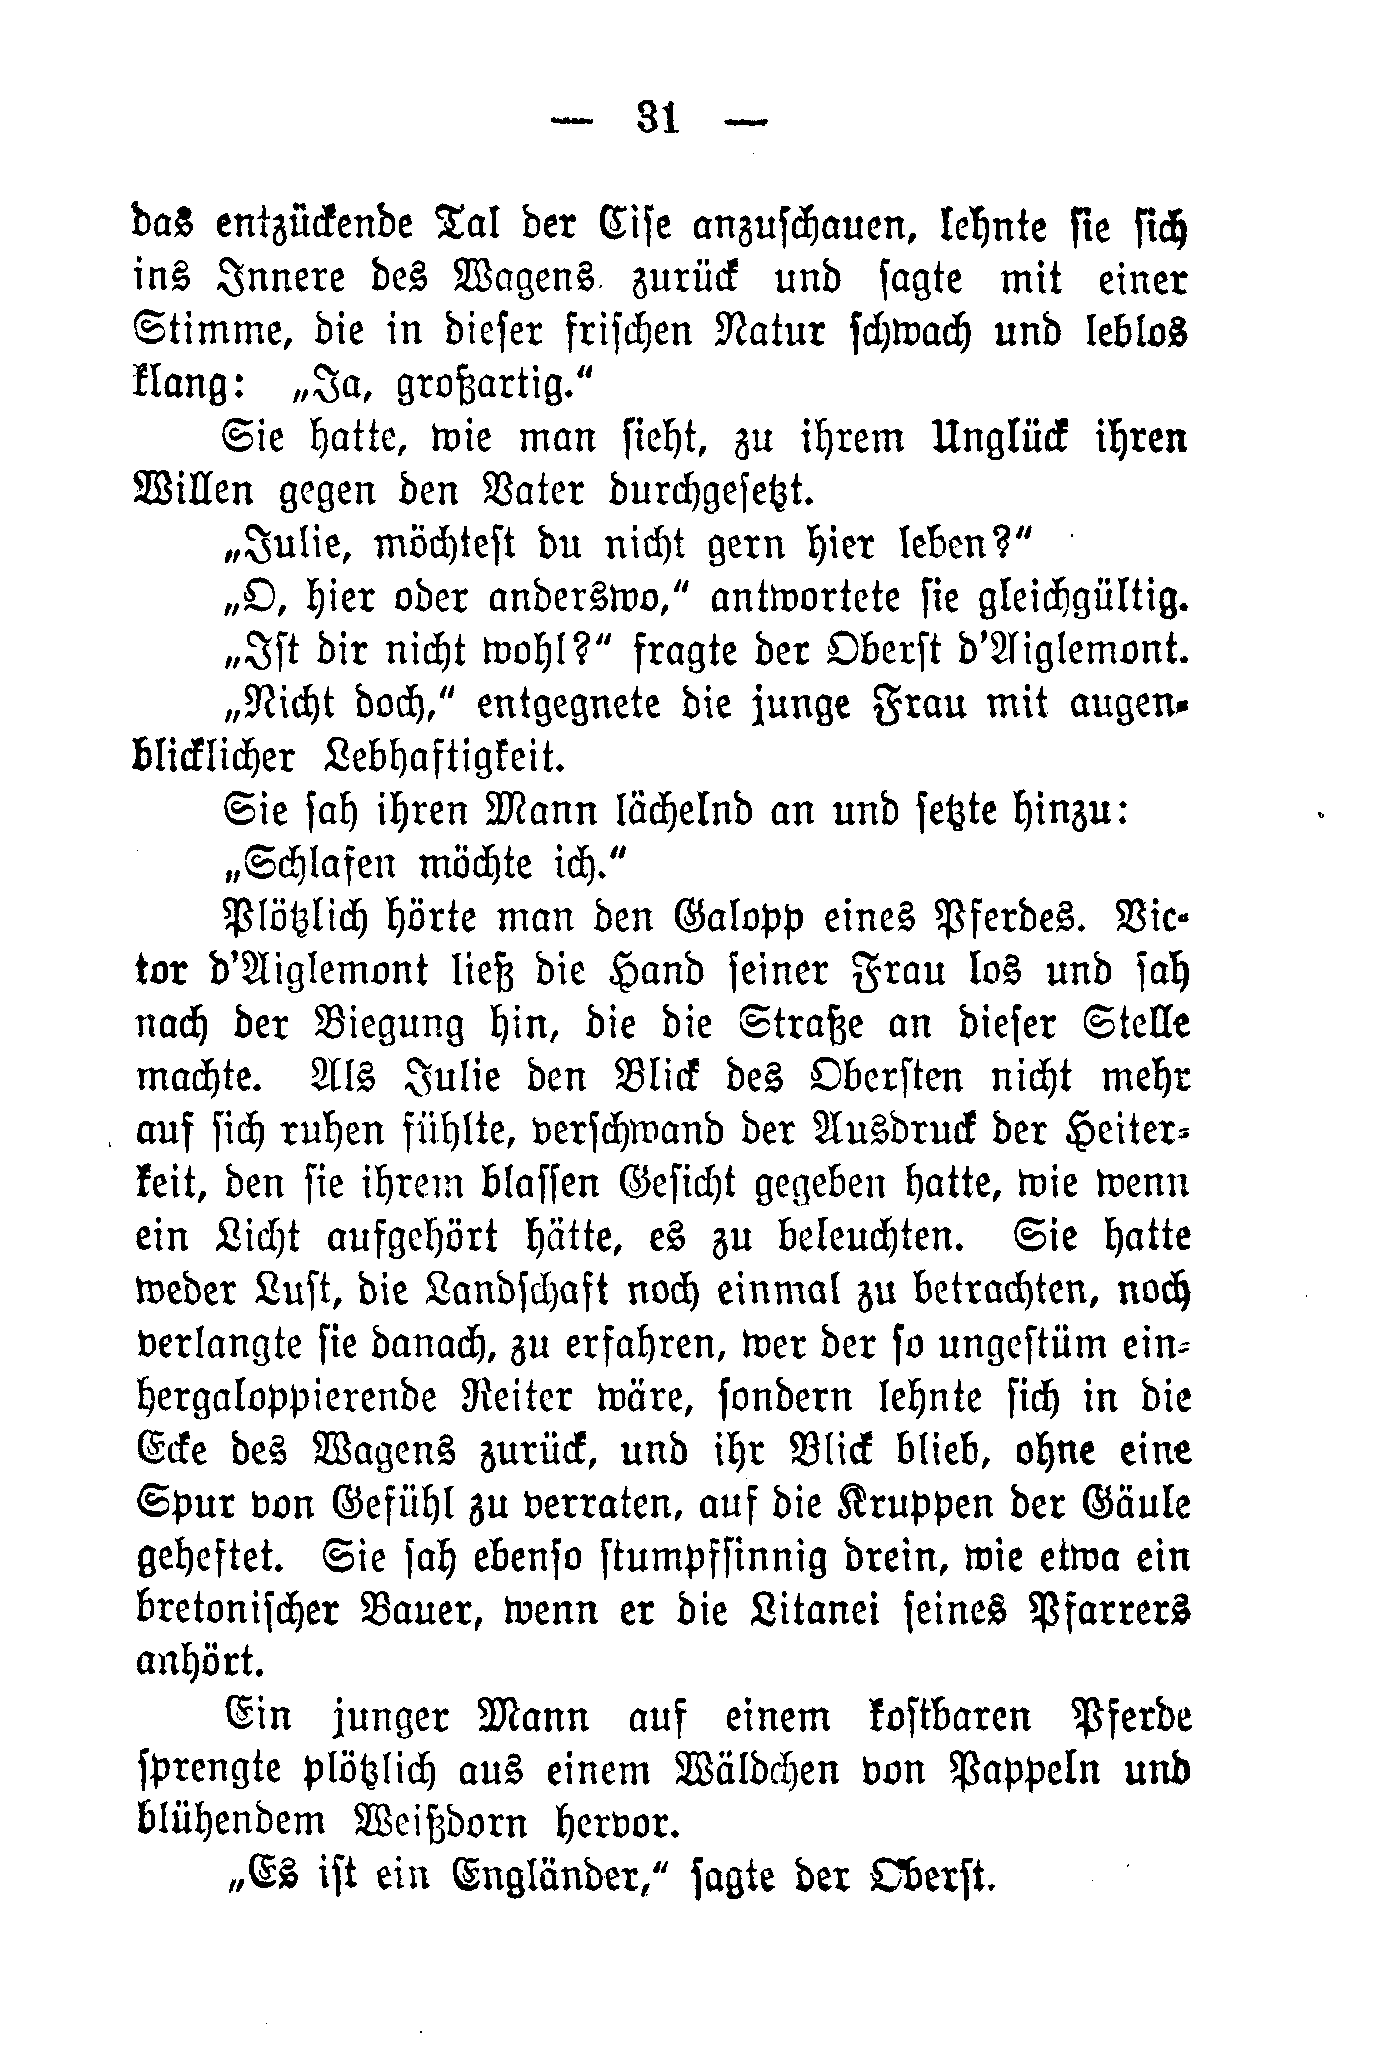 — 31 —
das entzückende Tal der Cise anzuschauen, lehnte sie sich
ins Innere des Wagens zurück und sagte mit einer
Stimme, die in dieser frischen Natur schwach und leblos
klang: „Ja, großartig.“
Sie hatte, wie man sieht, zu ihrem Unglück ihren
Willen gegen den Vater durchgesetzt.
„Julie, möchtest du nicht gern hier leben?“
„O, hier oder anderswo,“ antwortete sie gleichgültig.
„Ist dir nicht wohl?“ fragte der Oberst d'Aiglemont.
„Nicht doch,“ entgegnete die junge Frau mit augen-
blicklicher Lebhaftigkeit.
Sie sah ihren Mann lächelnd an und setzte hinzu:
„Schlafen möchte ich.“
Plötzlich hörte man den Galopp eines Pferdes. Vic-
tor d'Aiglemont ließ die Hand seiner Frau los und sah
nach der Biegung hin, die die Straße an dieser Stelle
machte. Als Julie den Blick des Obersten nicht mehr
auf sich ruhen fühlte, verschwand der Ausdruck der Heiter-
keit, den sie ihrem blassen Gesicht gegeben hatte, wie wenn
ein Licht aufgehört hätte, es zu beleuchten. Sie hatte
weder Lust, die Landschaft noch einmal zu betrachten, noch
verlangte sie danach, zu erfahren, wer der so ungestüm ein-
hergaloppierende Reiter wäre, sondern lehnte sich in die
Ecke des Wagens zurück, und ihr Blick blieb, ohne eine
Spur von Gefühl zu verraten, auf die Kruppen der Gäule
geheftet. Sie sah ebenso stumpfsinnig drein, wie etwa ein
bretonischer Bauer, wenn er die Litanei seines Pfarrers
anhört.
Ein junger Mann auf einem kostbaren Pferde
sprengte plötzlich aus einem Wäldchen von Pappeln und
blühendem Weißdorn hervor.
„Es ist ein Engländer,“ sagte der Oberst.